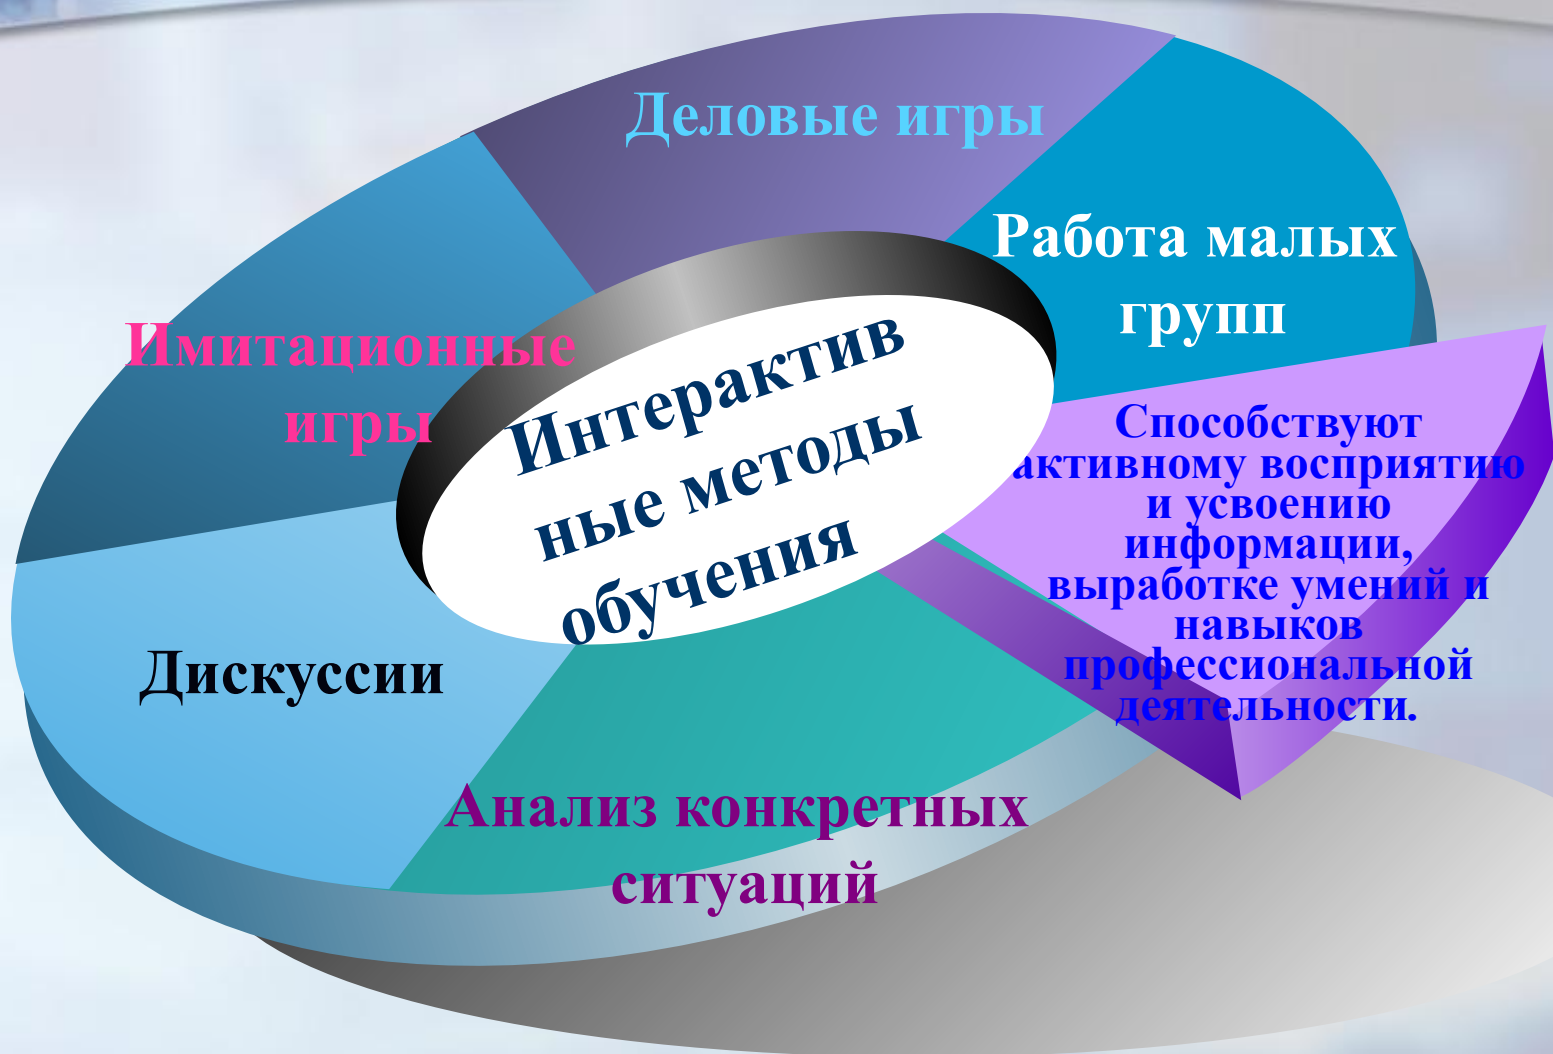 Деловые игры
Работа малых
групп
Имитационные
игры
Интерактив
ные методы
обучения
Способствуют
активному восприятию
и усвоению
информации,
выработке умений и
навыков
профессиональной
деятельности.
Дискуссии
Анализ конкретных
ситуаций